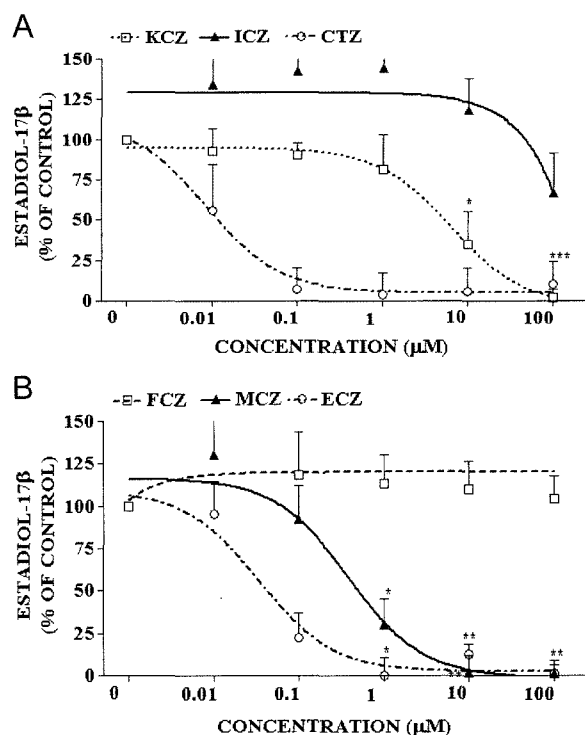 A
KCZ ICZ CTZ
150
125
100
75
50
25
0
ESTADIOL-17β
(% OF CONTROL)
*
***
0 0.01 0.1 1 10 100
CONCENTRATION (μM)
B
FCZ MCZ ECZ
150
125
100
75
50
25
0
ESTADIOL-17β
(% OF CONTROL)
*
*
**
**
**
0 0.01 0.1 1 10 100
CONCENTRATION (μM)